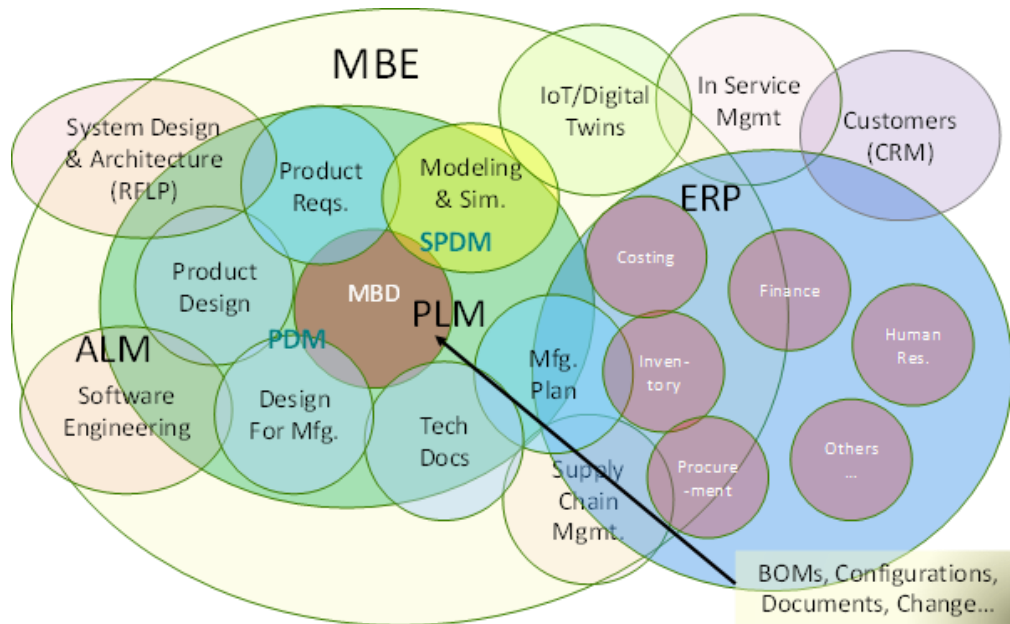 MBE
System Design
& Architecture
(RFLP)
Product
Reqs.
Modeling
& Sim.
SPDM
IoT/Digital
Twins
In Service
Mgmt
Customers
(CRM)
ERP
Product
Design
MBD
PLM
PDM
ALM
Software
Engineering
Design
For Mfg.
Tech
Docs
Mfg.
Plan
Supply
Chain
Mgmt.
Costing
Finance
Human
Res.
Inven-
tory
Procure
-ment
Others
...
BOMs, Configurations,
Documents, Change...